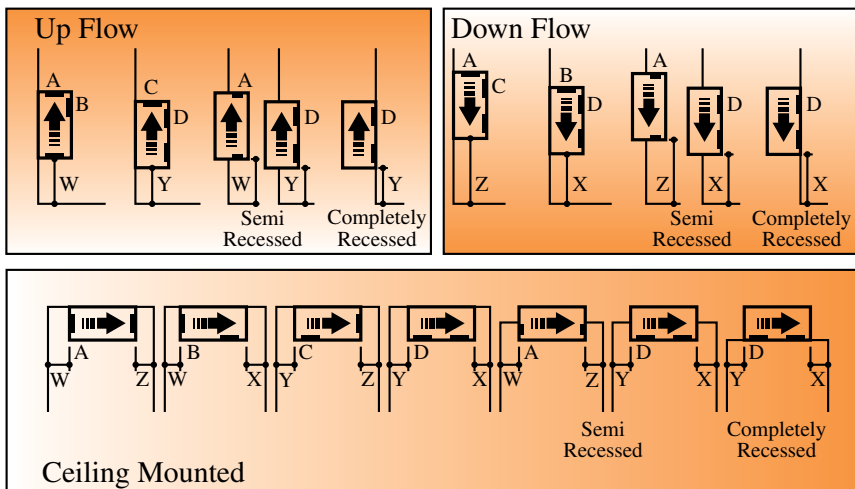 Up Flow
A
B
W
C
D
Y
A
W
D
Y
Semi
Recessed
D
Y
Completely
Recessed
Down Flow
A
C
Z
B
D
X
A
Z
D
X
Semi
Recessed
D
X
Completely
Recessed
A
W
Z
B
W
X
C
Y
Z
D
Y
X
A
W
Z
D
Y
X
Semi
Recessed
D
Y
X
Completely
Recessed
Ceiling Mounted